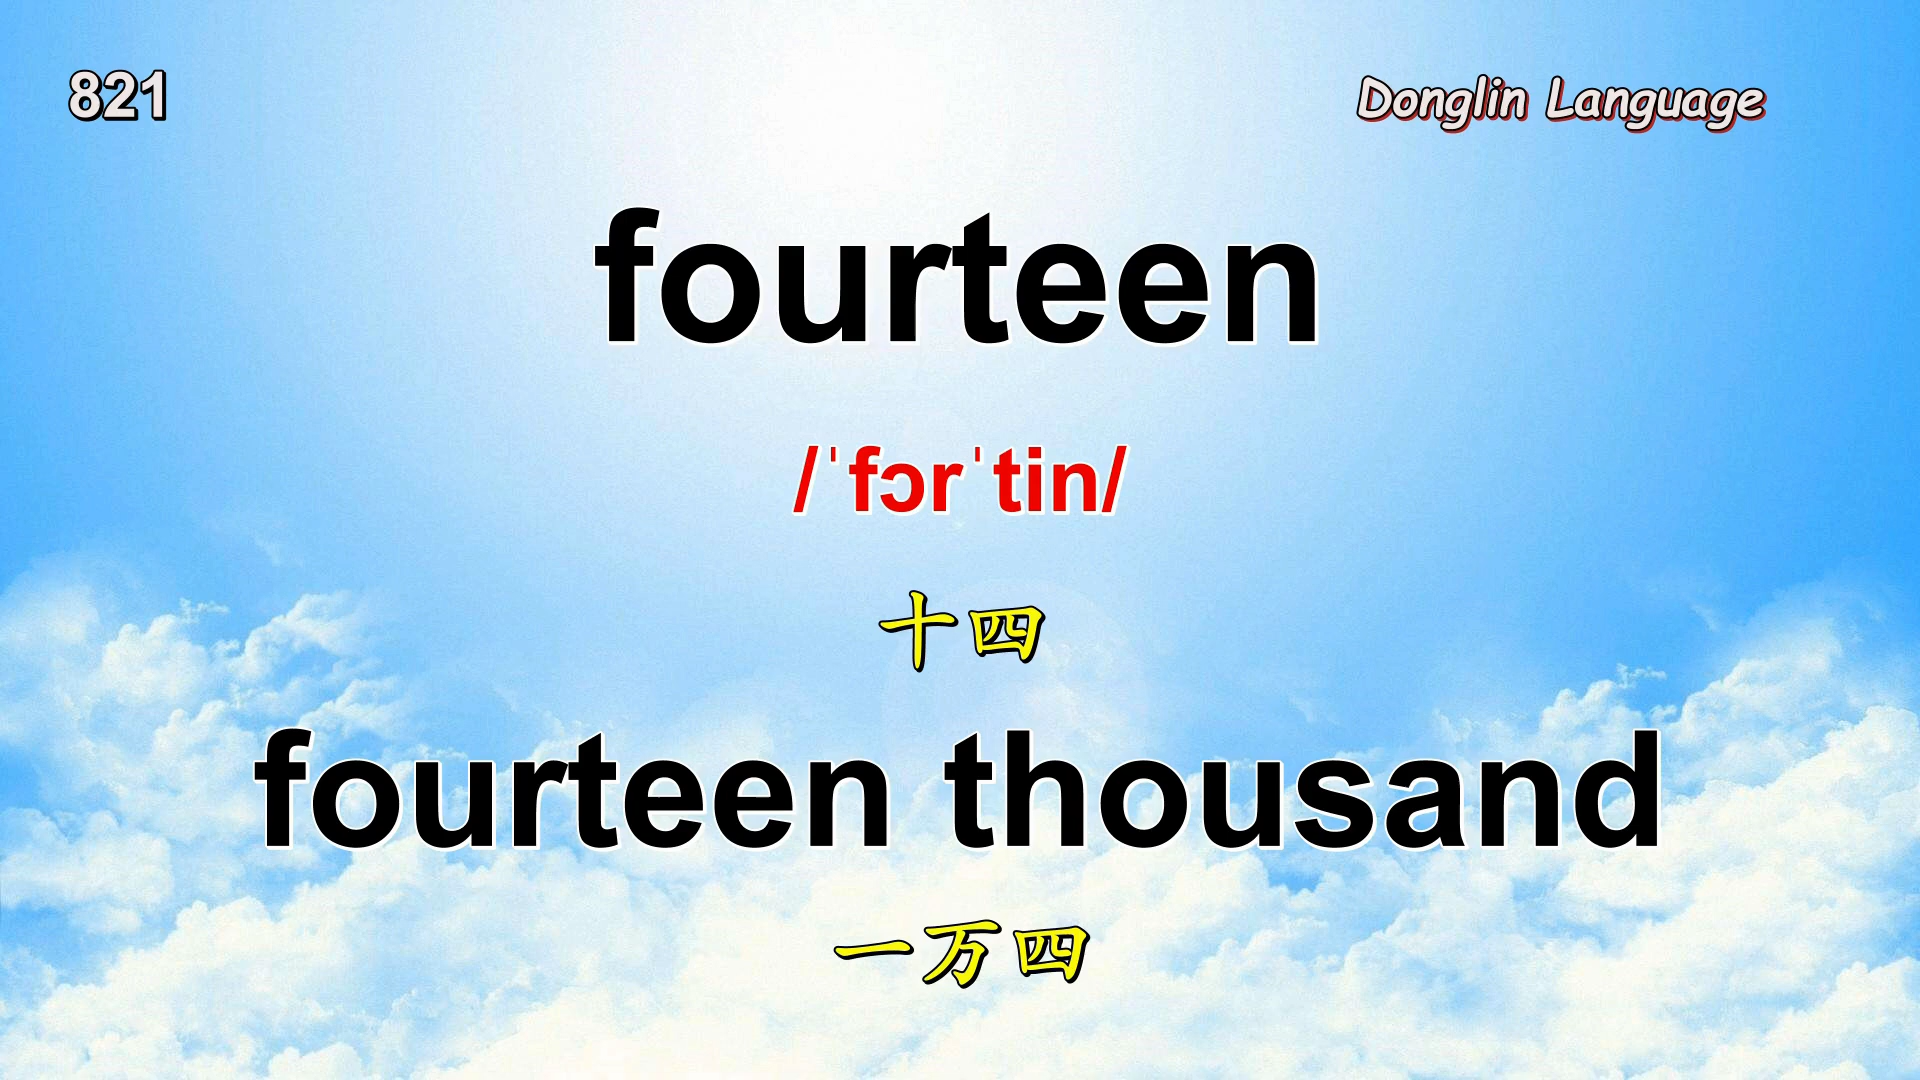 821
Donglin Language
fourteen
/ˈfɔrˈtin/
十四
fourteen thousand
一万四